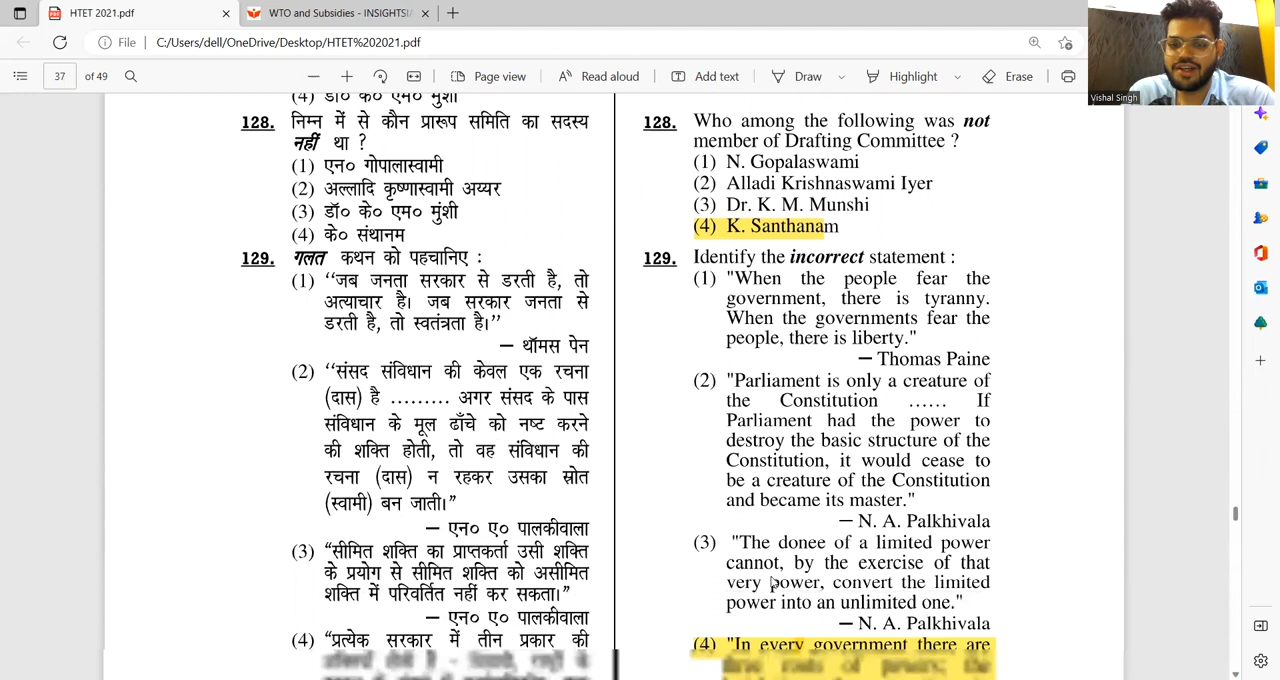 HTET 2021.pdf
WTO and Subsidies - INSIGHTSI
File C:/Users/dell/OneDrive/Desktop/HTET%202021.pdf
37 of 49
Page view
Read aloud
Add text
Draw
Highlight
Erase
Vishal Singh
(4) डॉ० के० एम० मुंशी
128. निम्न में से कौन प्रारूप समिति का सदस्य
नहीं था ?
(1) एन० गोपालास्वामी
(2) अल्लादि कृष्णास्वामी अय्यर
(3) डॉ० के० एम० मुंशी
(4) के० संथानम
129. गलत कथन को पहचानिए :
(1) ‘‘जब जनता सरकार से डरती है, तो
अत्याचार है। जब सरकार जनता से
डरती है, तो स्वतंत्रता है।’’
– थॉमस पेन
(2) ‘‘संसद संविधान की केवल एक रचना
(दास) है ......... अगर संसद के पास
संविधान के मूल ढाँचे को नष्ट करने
की शक्ति होती, तो वह संविधान की
रचना (दास) न रहकर उसका स्रोत
(स्वामी) बन जाती।”
– एन० ए० पालकीवाला
(3) “सीमित शक्ति का प्राप्तकर्ता उसी शक्ति
के प्रयोग से सीमित शक्ति को असीमित
शक्ति में परिवर्तित नहीं कर सकता।”
– एन० ए० पालकीवाला
(4) “प्रत्येक सरकार में तीन प्रकार की
128. Who among the following was not
member of Drafting Committee ?
(1) N. Gopalaswami
(2) Alladi Krishnaswami Iyer
(3) Dr. K. M. Munshi
(4) K. Santhanam
129. Identify the incorrect statement :
(1) "When the people fear the
government, there is tyranny.
When the governments fear the
people, there is liberty."
– Thomas Paine
(2) "Parliament is only a creature of
the Constitution ...... If
Parliament had the power to
destroy the basic structure of the
Constitution, it would cease to
be a creature of the Constitution
and became its master."
– N. A. Palkhivala
(3) "The donee of a limited power
cannot, by the exercise of that
very power, convert the limited
power into an unlimited one."
– N. A. Palkhivala
(4) "In every government there are